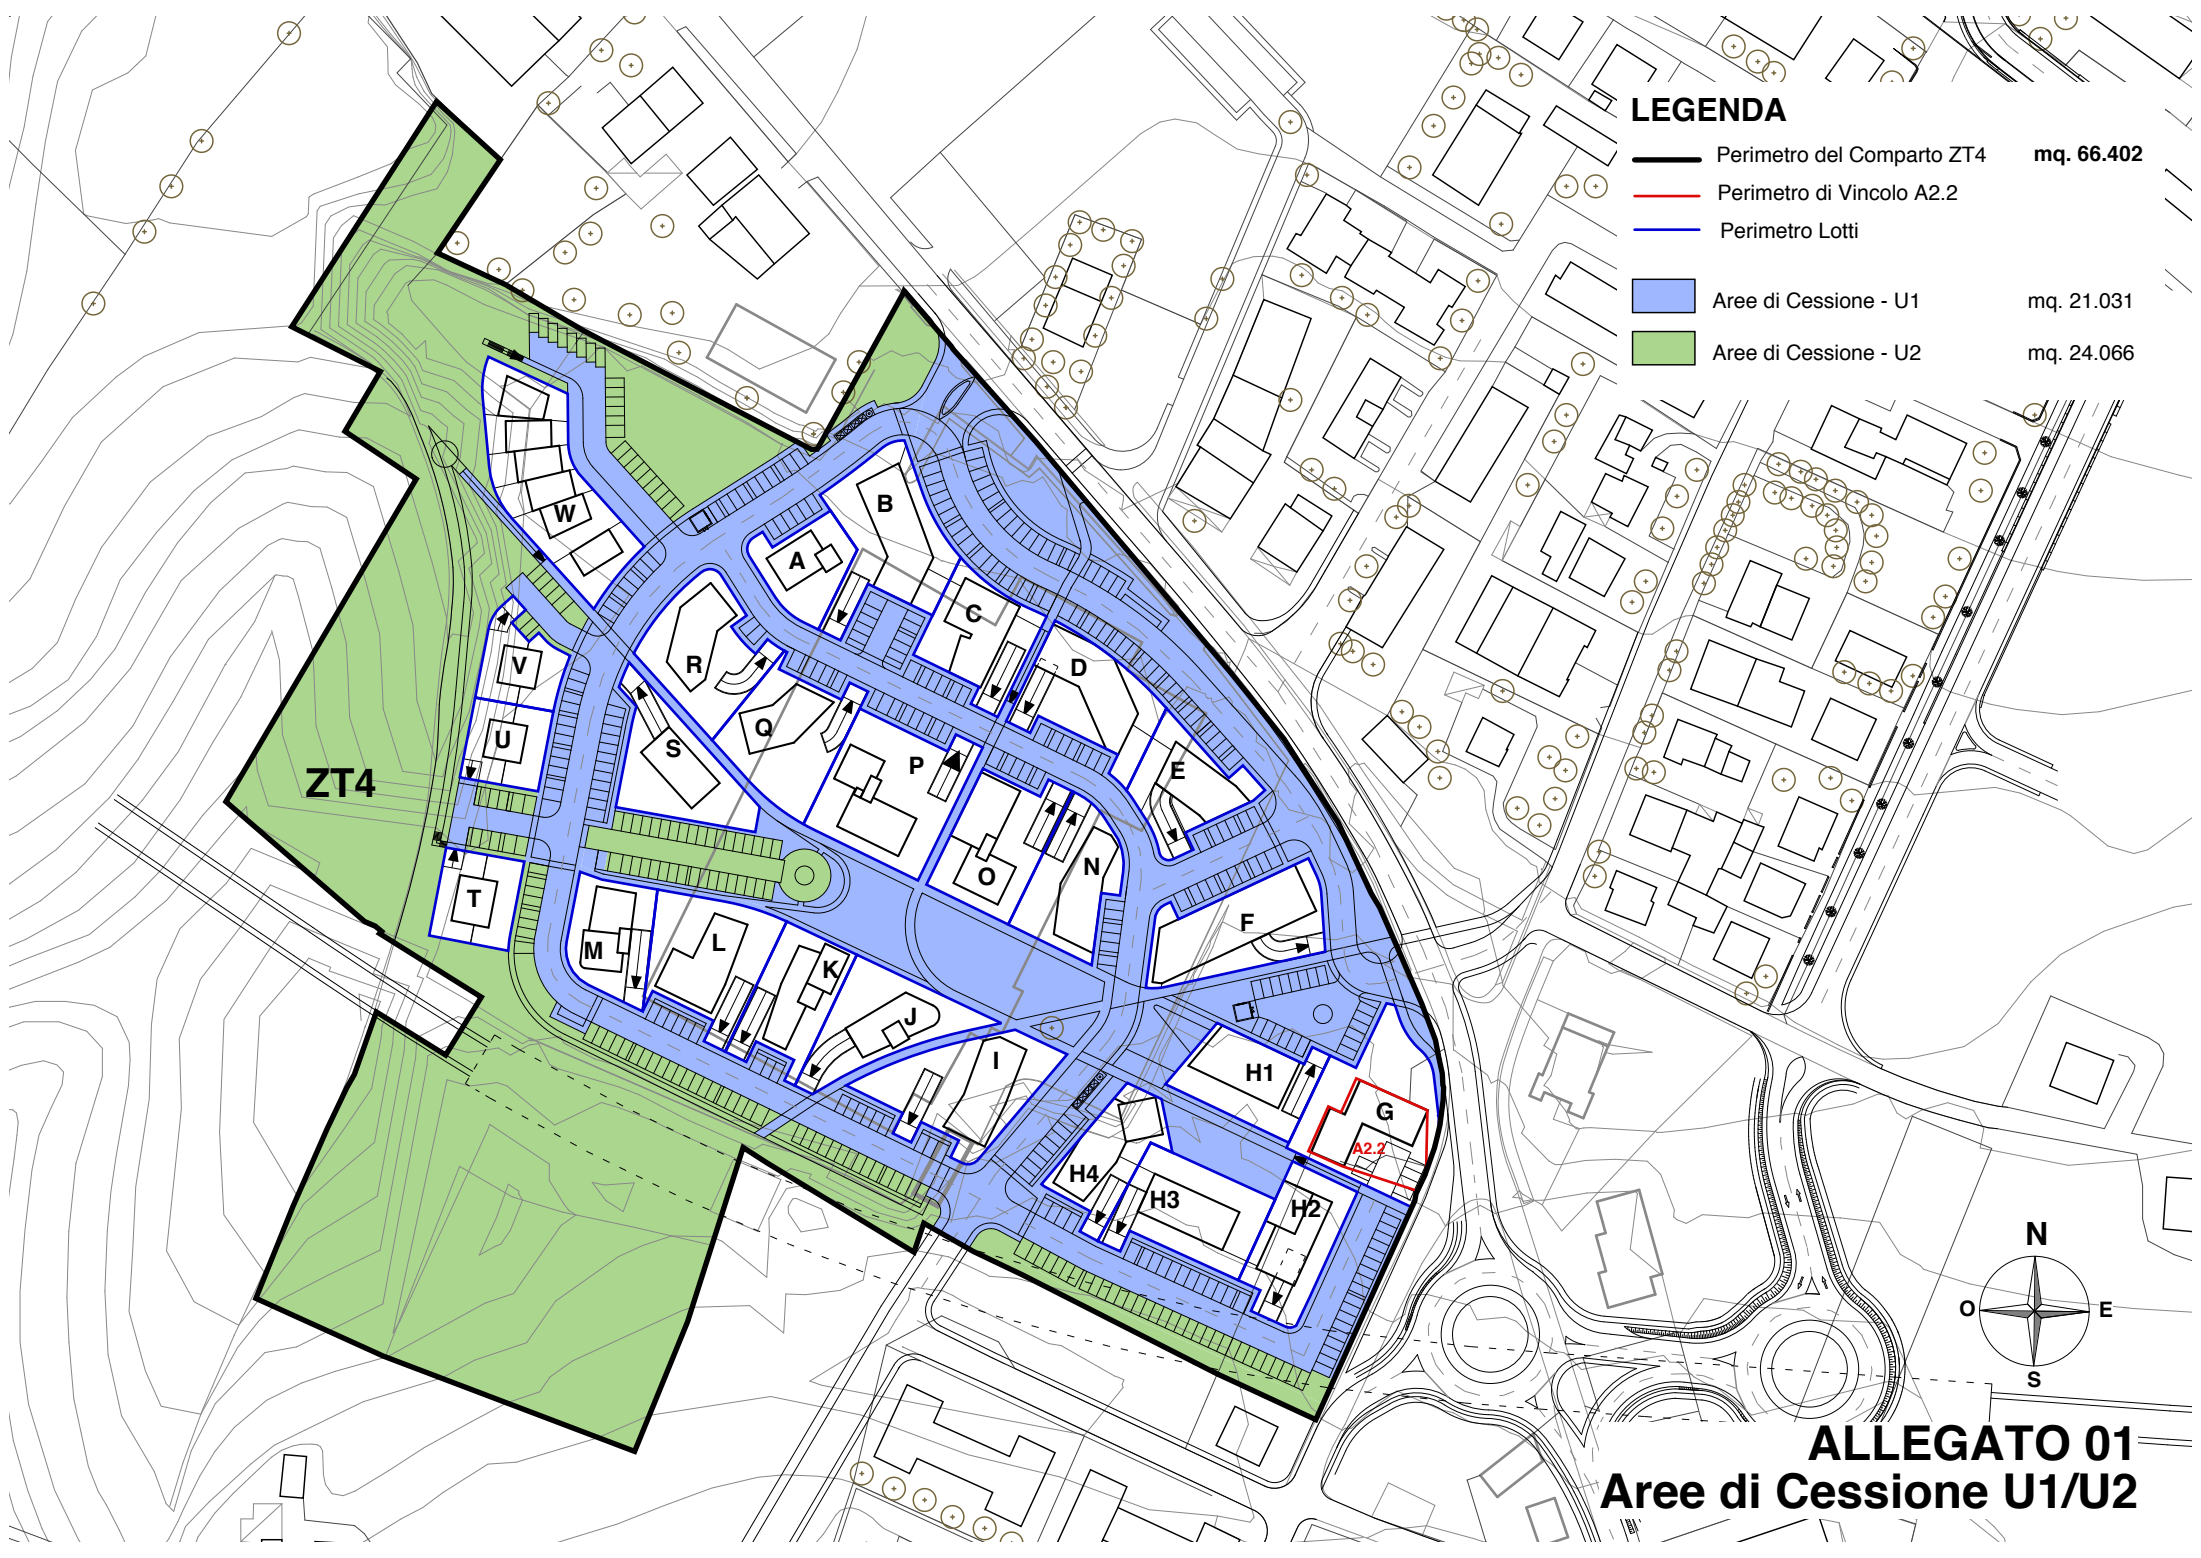 LEGENDA
Perimetro del Comparto ZT4 mq. 66.402
Perimetro di Vincolo A2.2
Perimetro Lotti
Aree di Cessione - U1 mq. 21.031
Aree di Cessione - U2 mq. 24.066
B
W
A
C
V
R
D
Q
U
S
P
E
ZT4
N
O
T
F
M
L
K
J
I
H1
G
A2.2
H4
H3
H2
N
O
E
S
ALLEGATO 01
Aree di Cessione U1/U2